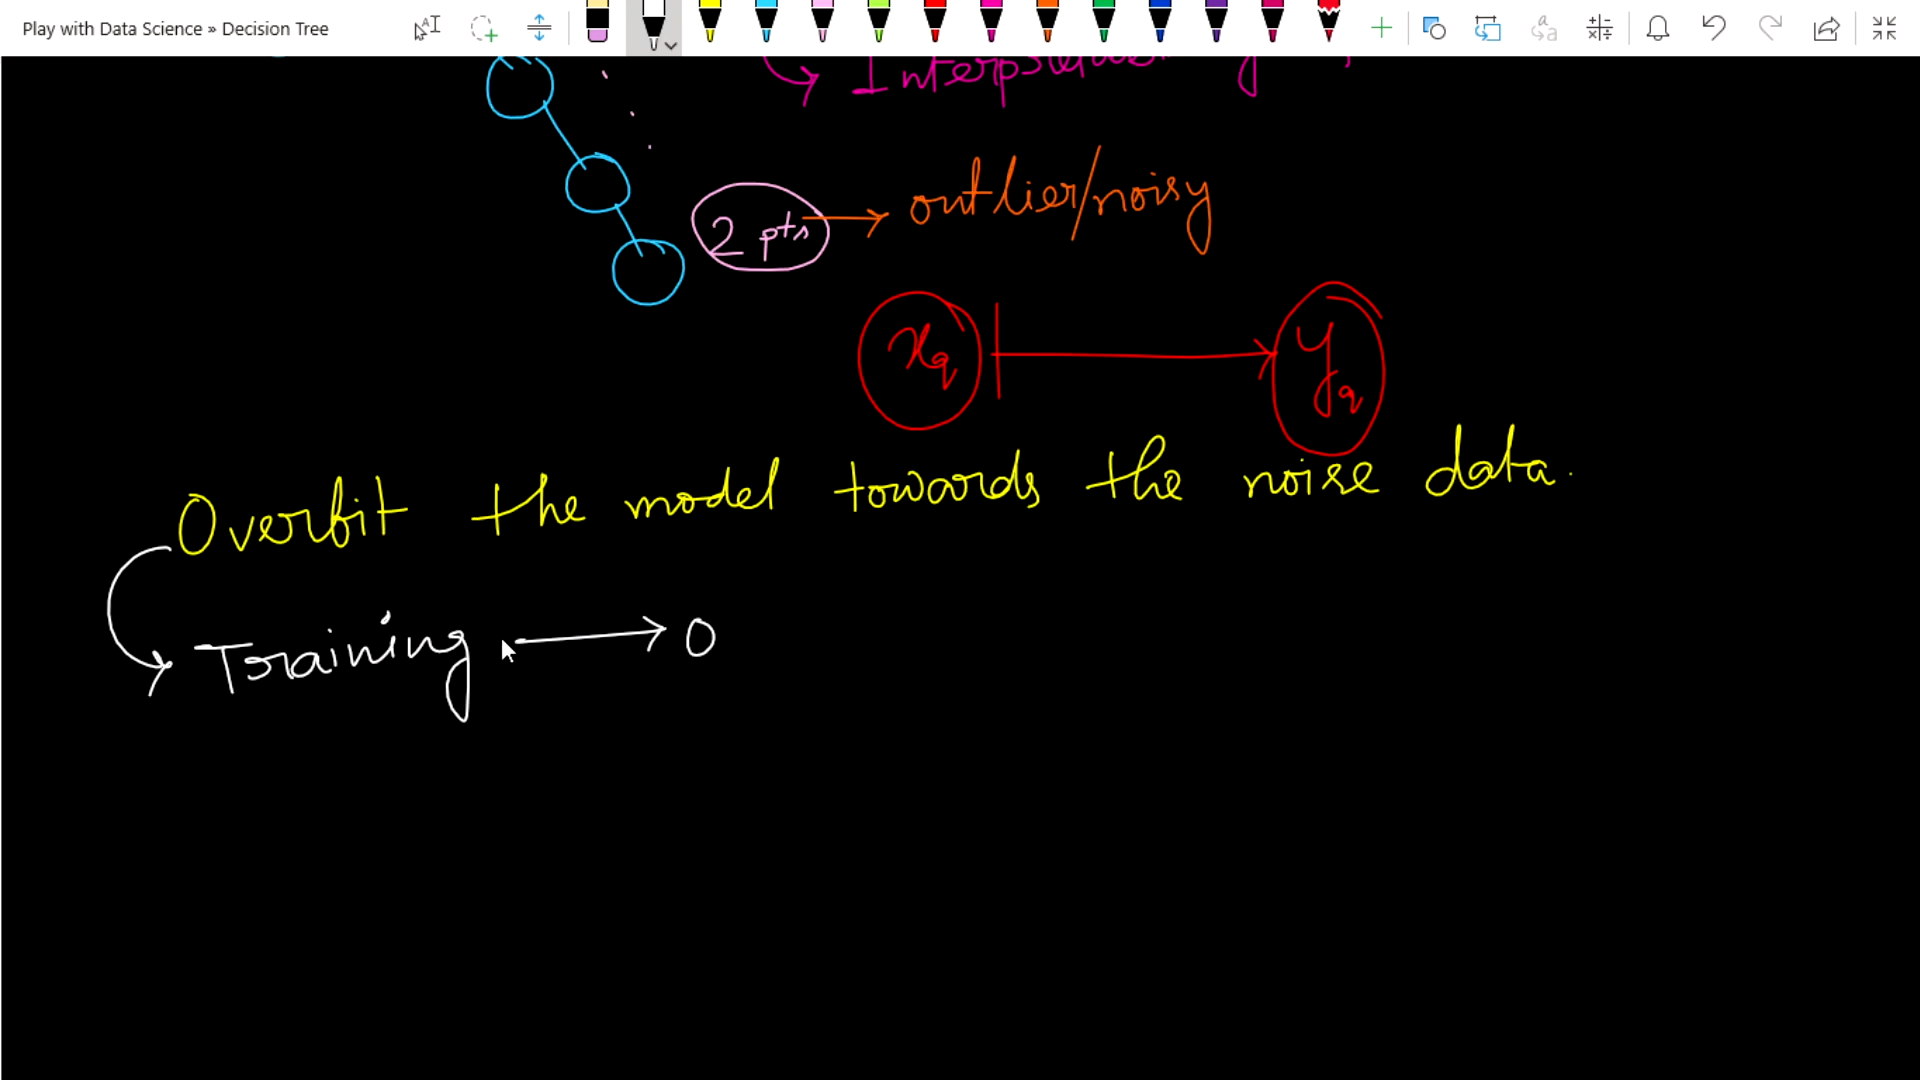 Play with Data Science » Decision Tree
2 pts
outlier/noisy
xq
yq
Overfit the model towards the noise data.
Training
0